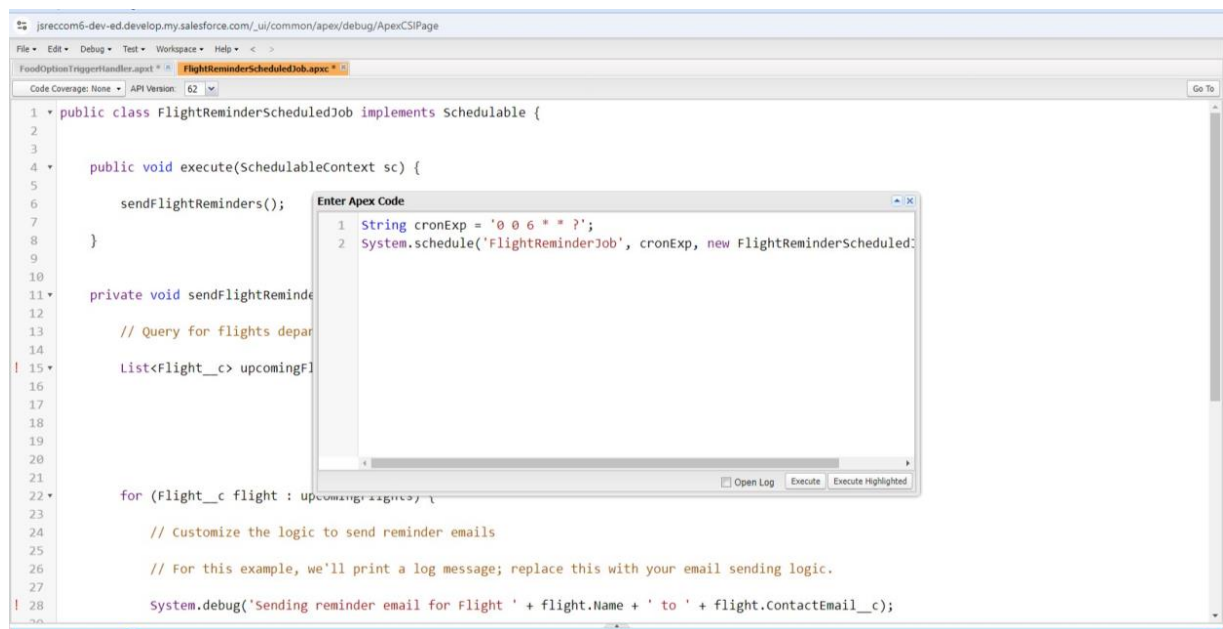 jsreccom6-dev-ed.develop.my.salesforce.com/_ui/common/apex/debug/ApexCSIPage
File Edit Debug Test Workspace Help < >
FoodOptionTriggerHandler.apxt * FlightReminderScheduledJob.apxc *
Code Coverage: None API Version: 62 Go To
1 public class FlightReminderScheduledJob implements Schedulable {
2
3
4 public void execute(SchedulableContext sc) {
5
6 sendFlightReminders();
7
8 }
9
10
11 private void sendFlightReminde
12
13 // Query for flights depar
14
! 15 List<Flight__c> upcomingFl
16
17
18
19
20
21
22 for (Flight__c flight : upcomingFlights) {
23
24 // Customize the logic to send reminder emails
25
26 // For this example, we'll print a log message; replace this with your email sending logic.
27
! 28 System.debug('Sending reminder email for Flight ' + flight.Name + ' to ' + flight.ContactEmail__c);
Enter Apex Code
1 String cronExp = '0 0 6 * * ?';
2 System.schedule('FlightReminderJob', cronExp, new FlightReminderScheduledJ
Open Log Execute Execute Highlighted